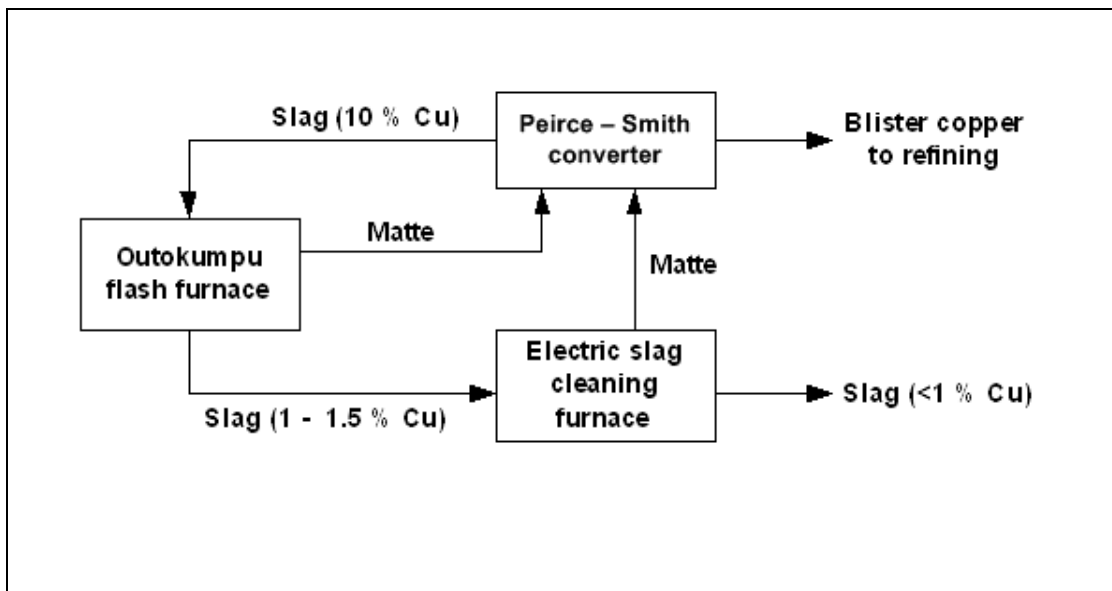 Slag (10 % Cu)
Peirce – Smith
converter
Blister copper
to refining
Outokumpu
flash furnace
Matte
Matte
Electric slag
cleaning
furnace
Slag (1 - 1.5 % Cu)
Slag (<1 % Cu)